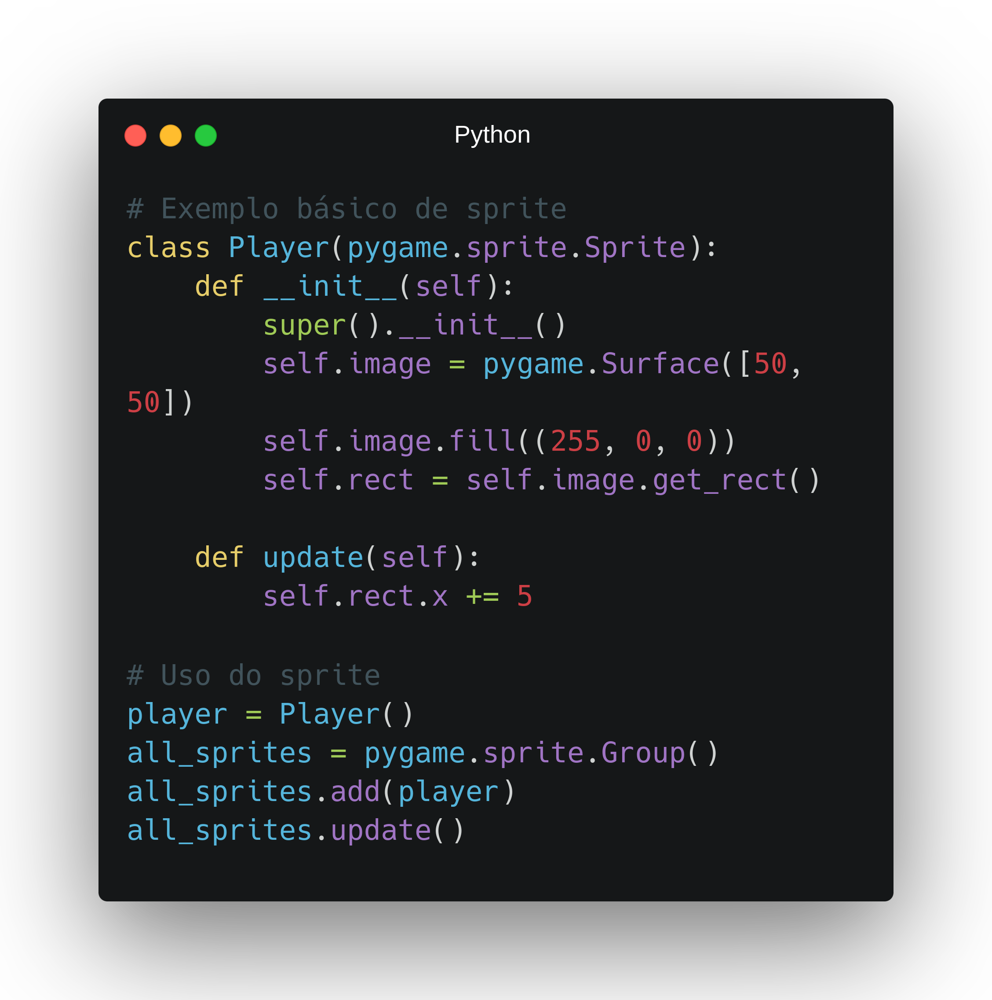 Python
# Exemplo básico de sprite
class Player(pygame.sprite.Sprite):
    def __init__(self):
        super().__init__()
        self.image = pygame.Surface([50,
50])
        self.image.fill((255, 0, 0))
        self.rect = self.image.get_rect()

    def update(self):
        self.rect.x += 5

# Uso do sprite
player = Player()
all_sprites = pygame.sprite.Group()
all_sprites.add(player)
all_sprites.update()